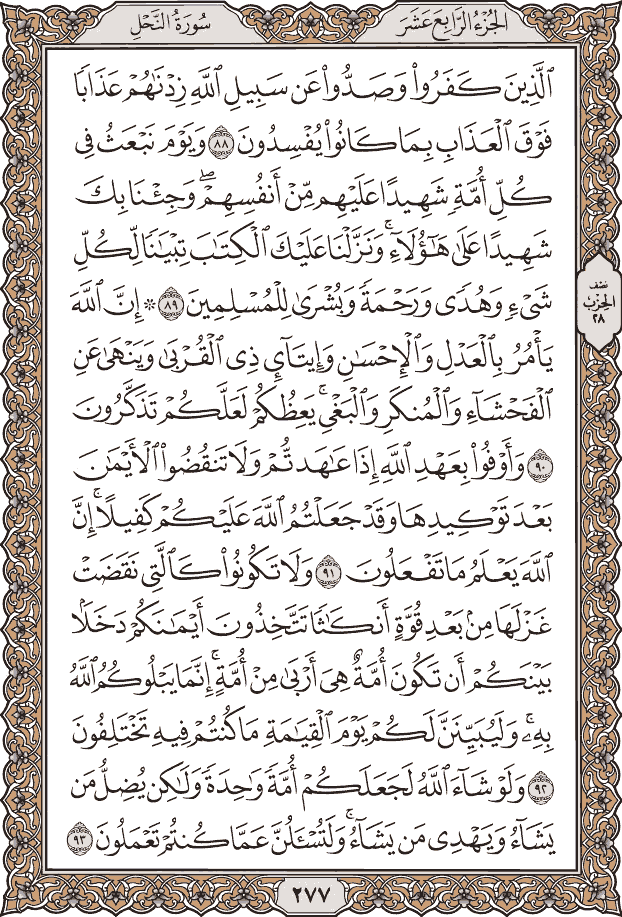 الجُزْءُ الرَّابِعَ عَشَرَ
سُورَةُ النَّحْلِ
ٱلَّذِينَ كَفَرُوا۟ وَصَدُّوا۟ عَن سَبِيلِ ٱللَّهِ زِدْنَٰهُمْ عَذَابًا
فَوْقَ ٱلْعَذَابِ بِمَا كَانُوا۟ يُفْسِدُونَ ٨٨ وَيَوْمَ نَبْعَثُ فِى
كُلِّ أُمَّةٍ شَهِيدًا عَلَيْهِم مِّنْ أَنفُسِهِمْ ۖ وَجِئْنَا بِكَ
شَهِيدًا عَلَىٰ هَٰٓؤُلَآءِ ۚ وَنَزَّلْنَا عَلَيْكَ ٱلْكِتَٰبَ تِبْيَٰنًا لِّكُلِّ
شَىْءٍ وَهُدًى وَرَحْمَةً وَبُشْرَىٰ لِلْمُسْلِمِينَ ٨٩ ۞ إِنَّ ٱللَّهَ
يَأْمُرُ بِٱلْعَدْلِ وَٱلْإِحْسَٰنِ وَإِيتَآئِ ذِى ٱلْقُرْبَىٰ وَيَنْهَىٰ عَنِ
ٱلْفَحْشَآءِ وَٱلْمُنكَرِ وَٱلْبَغْىِ ۚ يَعِظُكُمْ لَعَلَّكُمْ تَذَكَّرُونَ
٩٠ وَأَوْفُوا۟ بِعَهْدِ ٱللَّهِ إِذَا عَٰهَدتُّمْ وَلَا تَنقُضُوا۟ ٱلْأَيْمَٰنَ
بَعْدَ تَوْكِيدِهَا وَقَدْ جَعَلْتُمُ ٱللَّهَ عَلَيْكُمْ كَفِيلًا ۚ إِنَّ
ٱللَّهَ يَعْلَمُ مَا تَفْعَلُونَ ٩١ وَلَا تَكُونُوا۟ كَٱلَّتِى نَقَضَتْ
غَزْلَهَا مِنۢ بَعْدِ قُوَّةٍ أَنكَٰثًا تَتَّخِذُونَ أَيْمَٰنَكُمْ دَخَلًۢا
بَيْنَكُمْ أَن تَكُونَ أُمَّةٌ هِىَ أَرْبَىٰ مِنْ أُمَّةٍ ۚ إِنَّمَا يَبْلُوكُمُ ٱللَّهُ
بِهِۦ ۚ وَلَيُبَيِّنَنَّ لَكُمْ يَوْمَ ٱلْقِيَٰمَةِ مَا كُنتُمْ فِيهِ تَخْتَلِفُونَ
٩٢ وَلَوْ شَآءَ ٱللَّهُ لَجَعَلَكُمْ أُمَّةً وَٰحِدَةً وَلَٰكِن يُضِلُّ مَن
يَشَآءُ وَيَهْدِى مَن يَشَآءُ ۚ وَلَتُسْـَٔلُنَّ عَمَّا كُنتُمْ تَعْمَلُونَ ٩٣
نصف
الحزب
٢٨
٢٧٧